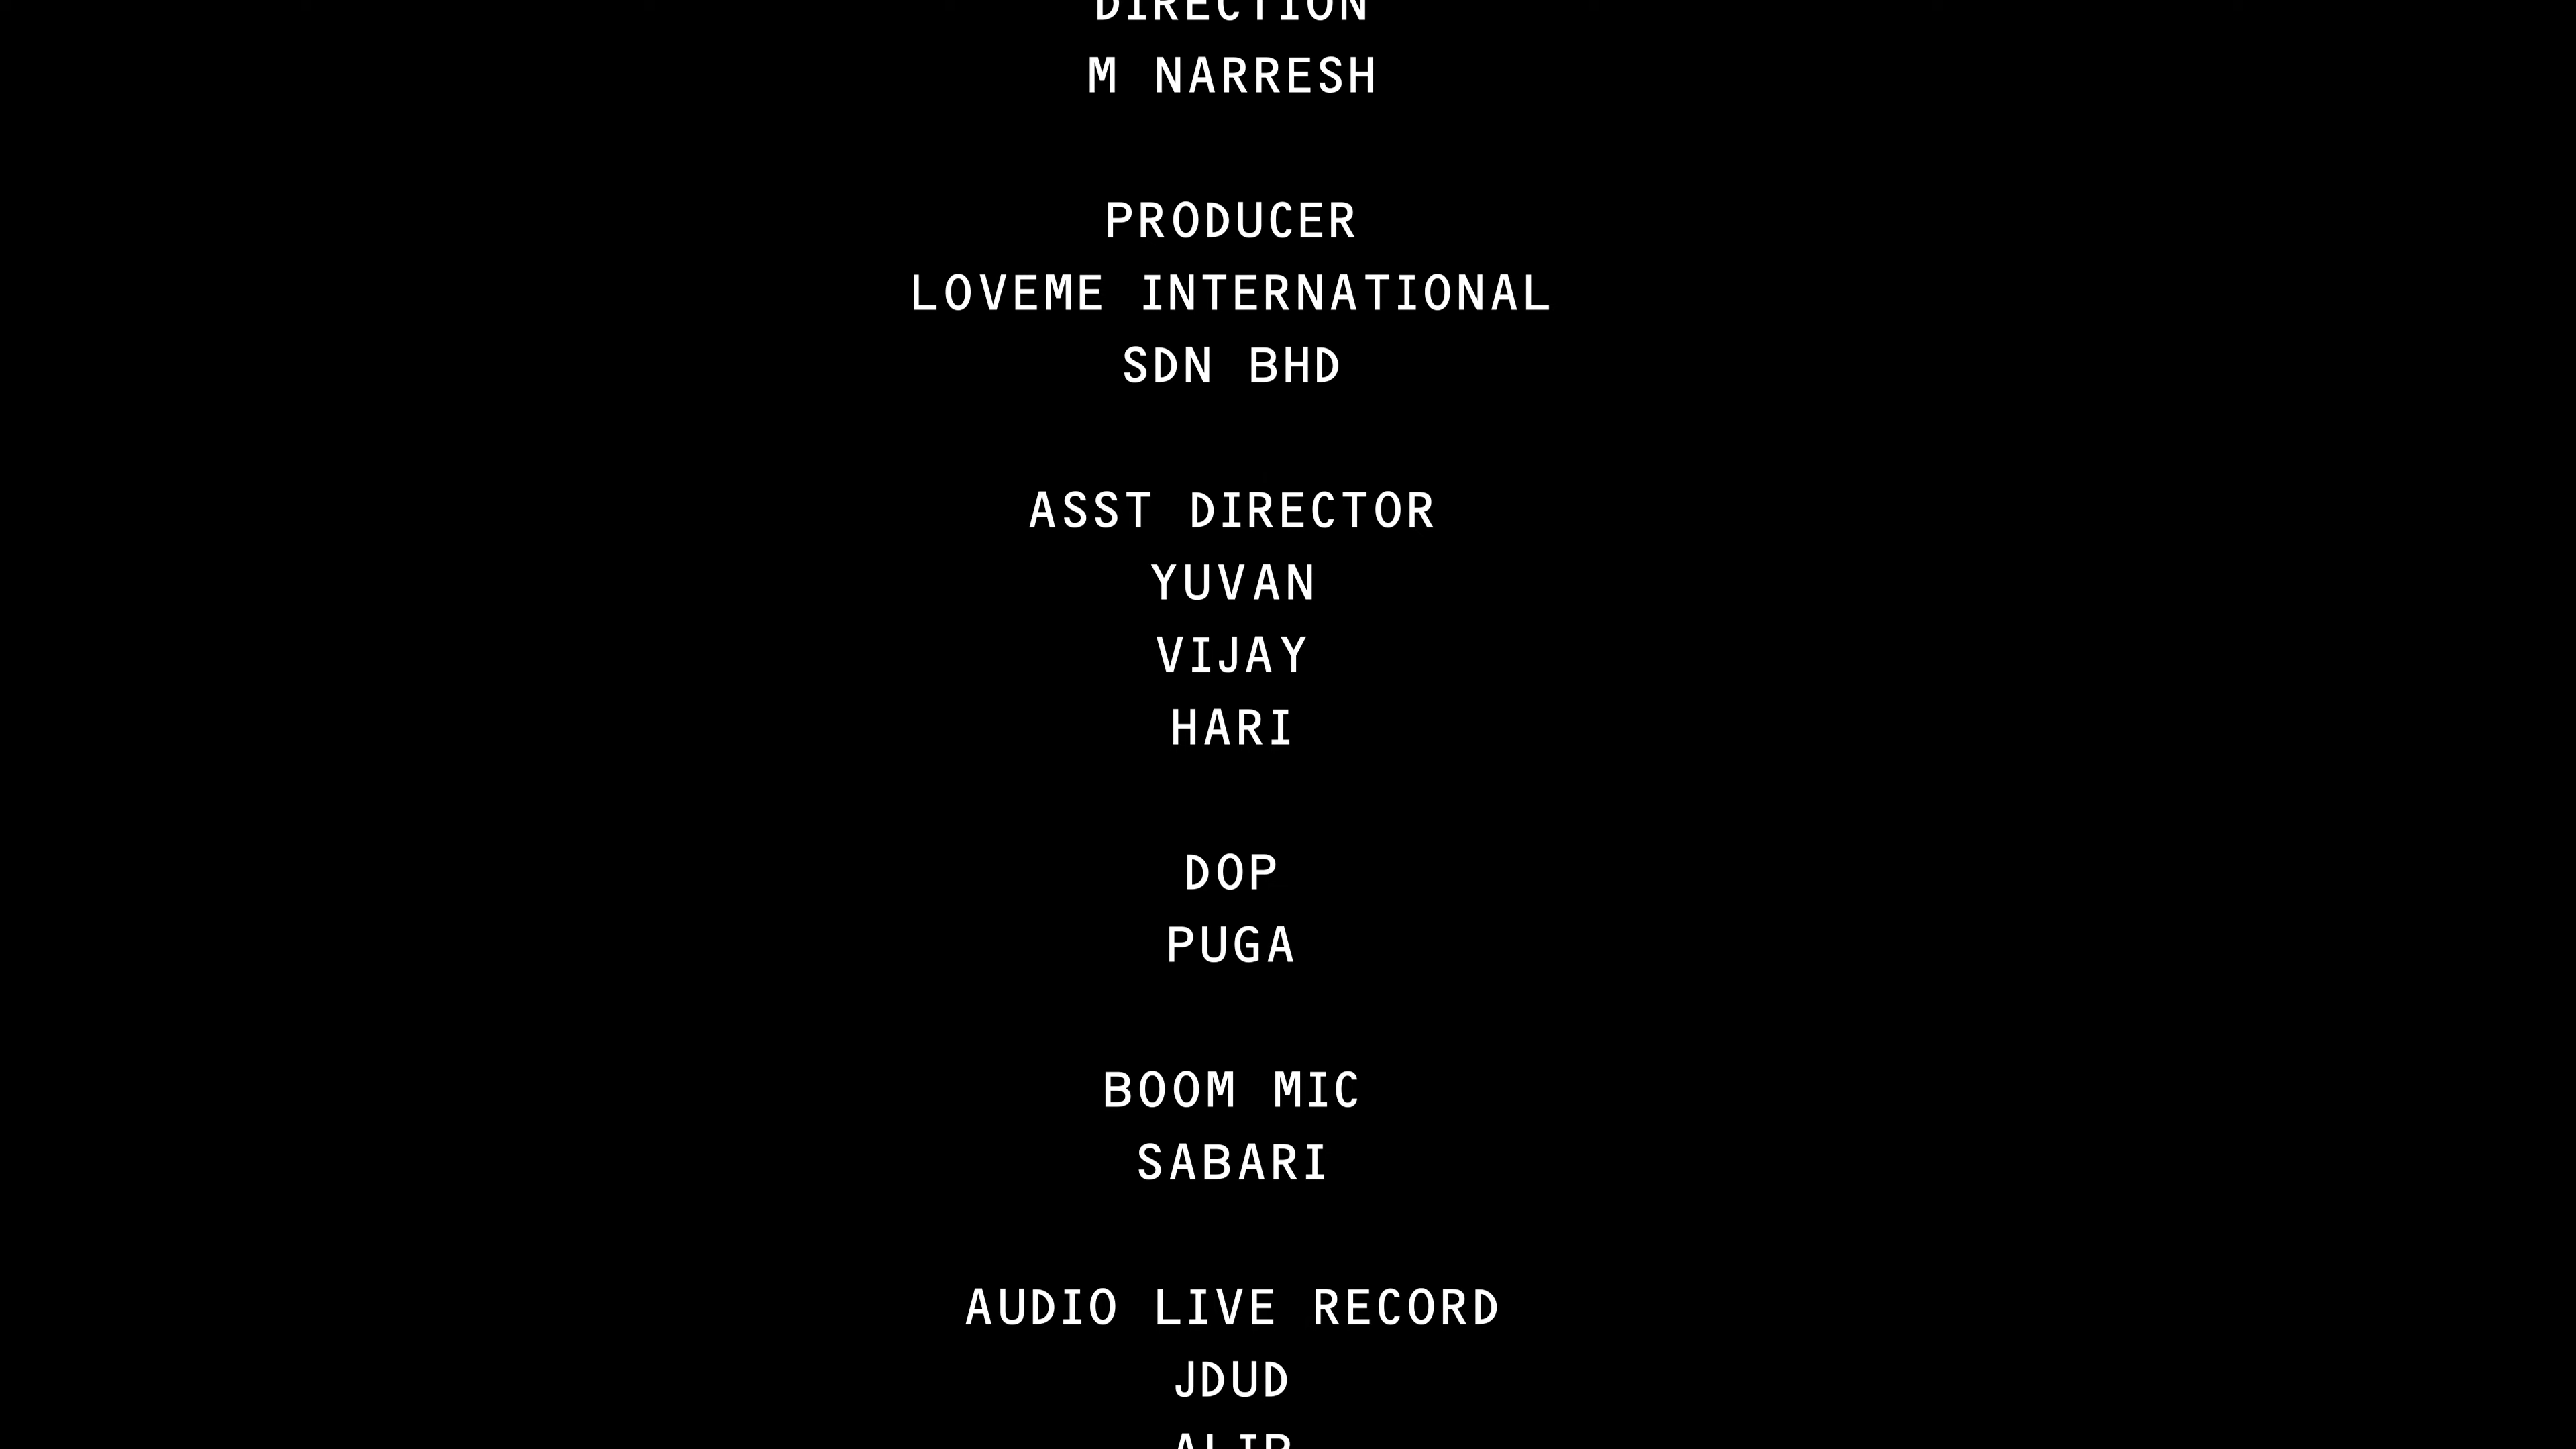 DIRECTION
M NARRESH
PRODUCER
LOVEME INTERNATIONAL
SDN BHD
ASST DIRECTOR
YUVAN
VIJAY
HARI
DOP
PUGA
BOOM MIC
SABARI
AUDIO LIVE RECORD
JDUD